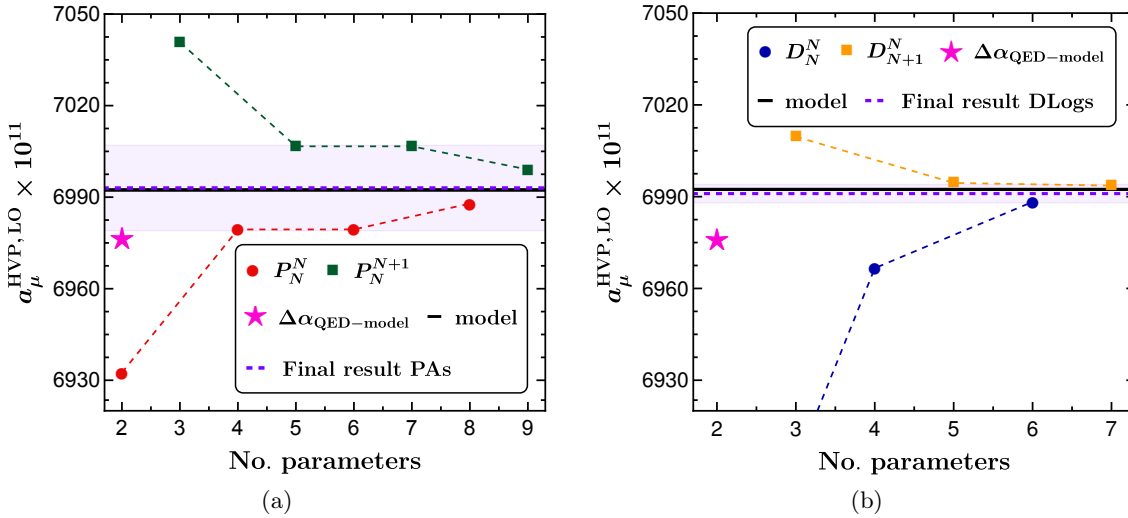 7050
7020
6990
6960
6930
a_μ^{HVP, LO} × 10^{11}
P_N^N P_N^{N+1}
Δα_{QED−model} model
Final result PAs
2 3 4 5 6 7 8 9
No. parameters
(a)
7050
7020
6990
6960
6930
a_μ^{HVP, LO} × 10^{11}
D_N^N D_{N+1}^N Δα_{QED−model}
model Final result DLogs
2 3 4 5 6 7
No. parameters
(b)